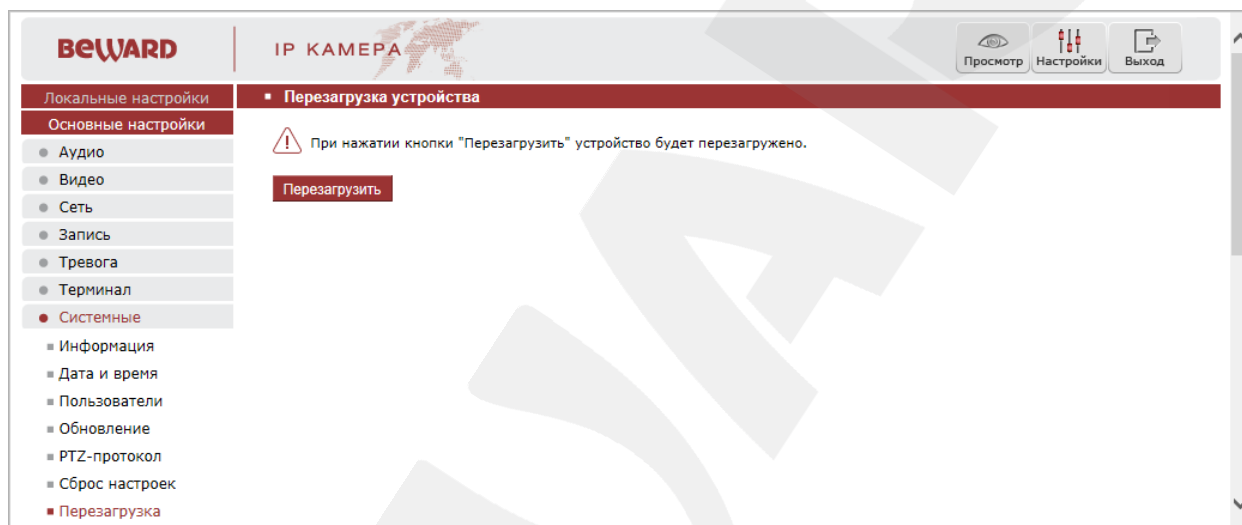 BEWARD
IP КАМЕРА
Просмотр
Настройки
Выход
Локальные настройки
Перезагрузка устройства
Основные настройки
Аудио
Видео
Сеть
Запись
Тревога
Терминал
Системные
Информация
Дата и время
Пользователи
Обновление
PTZ-протокол
Сброс настроек
Перезагрузка
При нажатии кнопки "Перезагрузить" устройство будет перезагружено.
Перезагрузить